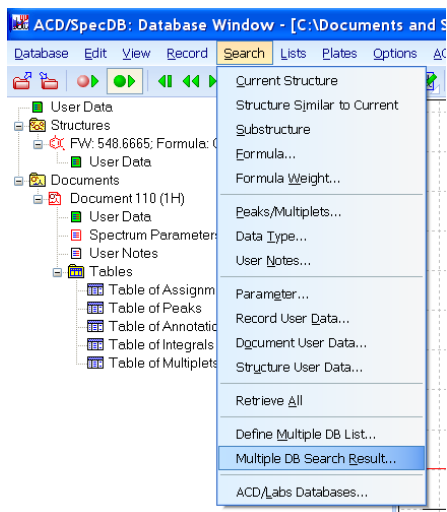 ACD/SpecDB: Database Window - [C:\Documents and S
Database Edit View Record Search Lists Plates Options AC
User Data
Structures
FW: 548.6665; Formula:
User Data
Documents
Document 110 (1H)
User Data
Spectrum Parameter
User Notes
Tables
Table of Assignm
Table of Peaks
Table of Annotatio
Table of Integrals
Table of Multiplets
Current Structure
Structure Similar to Current
Substructure
Formula...
Formula Weight...
Peaks/Multiplets...
Data Type...
User Notes...
Parameter...
Record User Data...
Document User Data...
Structure User Data...
Retrieve All
Define Multiple DB List...
Multiple DB Search Result...
ACD/Labs Databases...